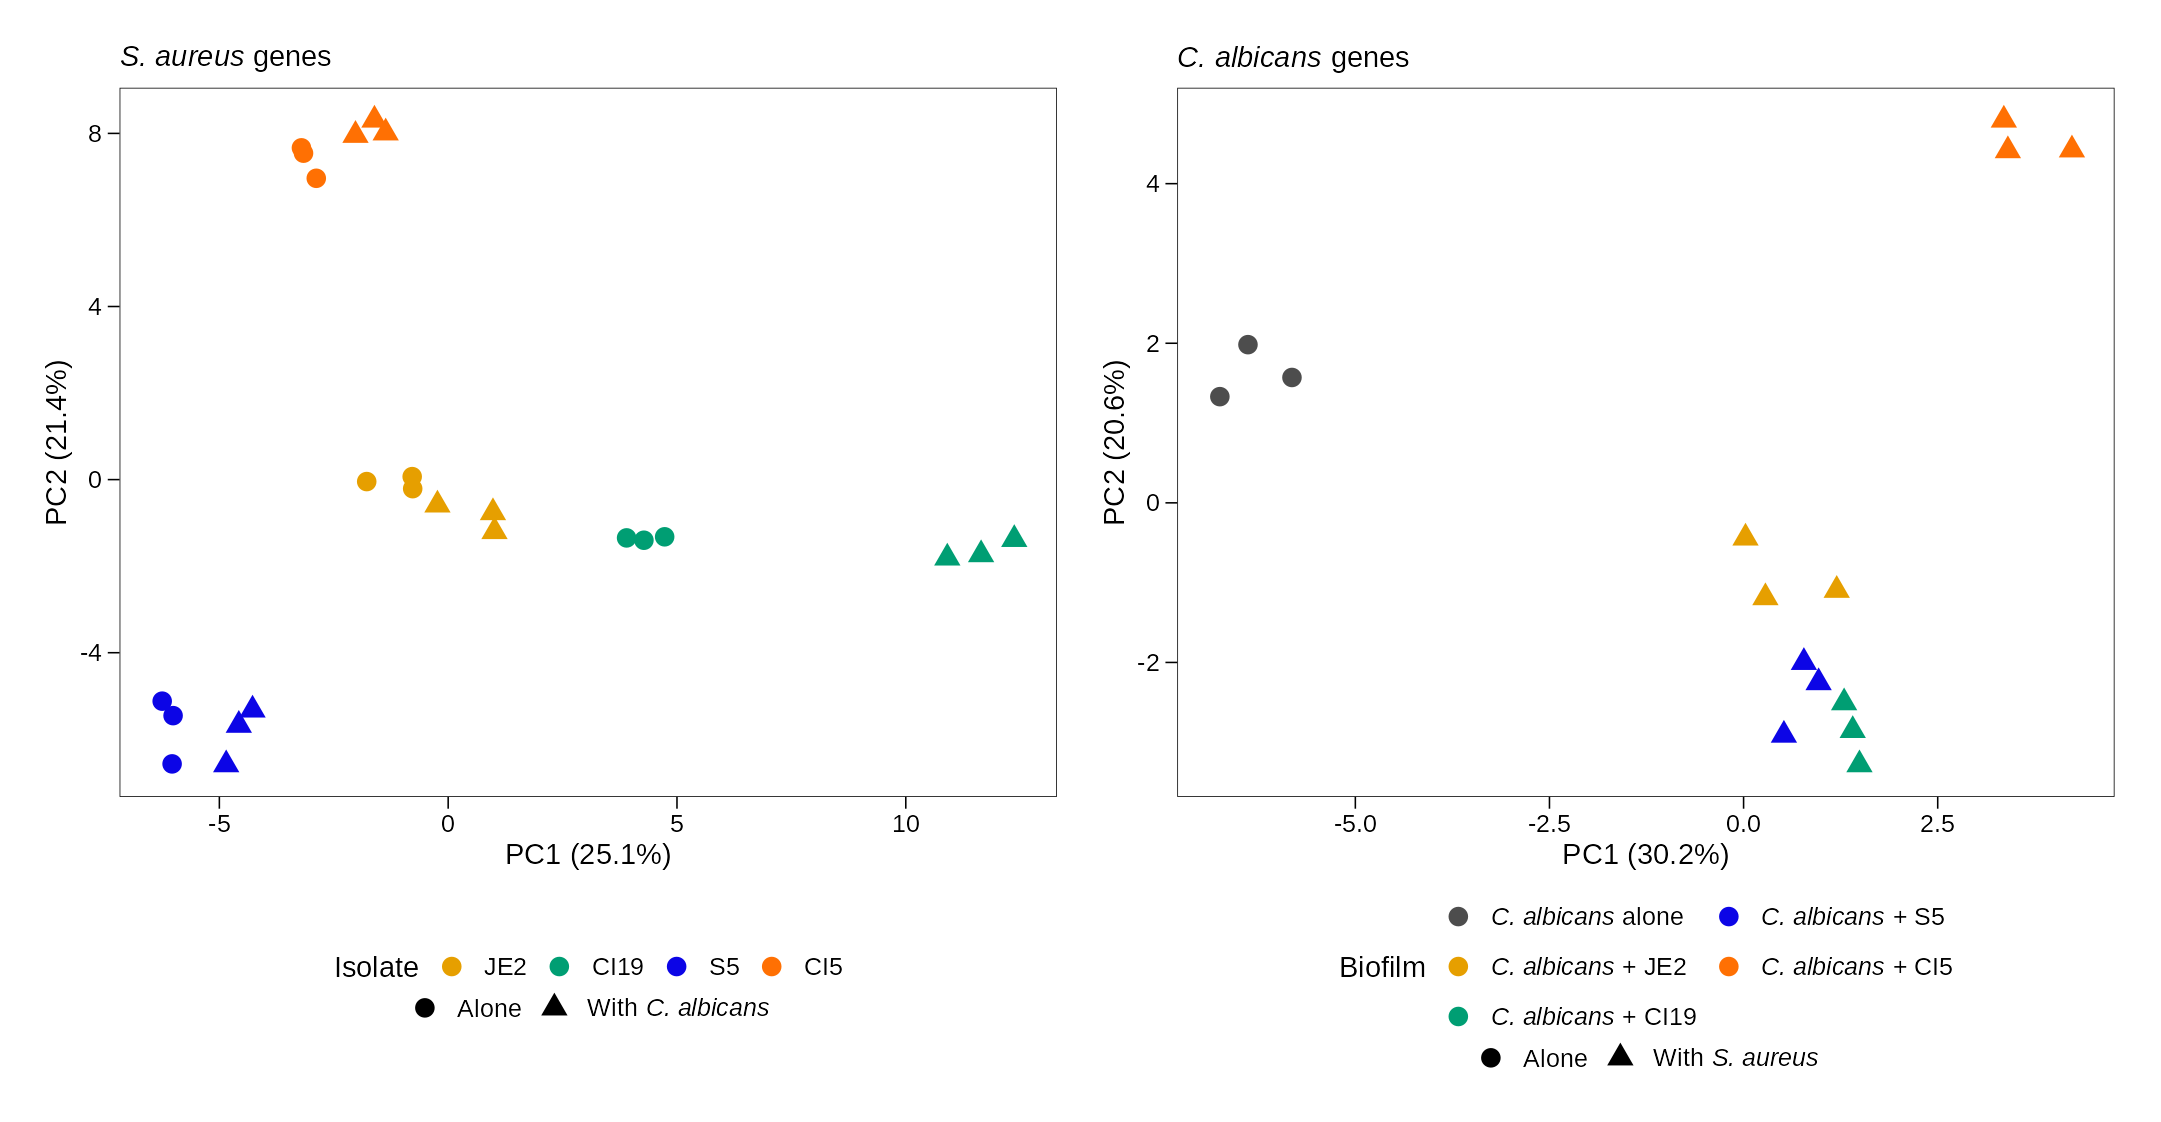 S. aureus genes
8
4
0
-4
PC2 (21.4%)
-5
0
5
10
PC1 (25.1%)
Isolate JE2 CI19 S5 CI5
Alone With C. albicans
C. albicans genes
4
2
0
-2
PC2 (20.6%)
-5.0
-2.5
0.0
2.5
PC1 (30.2%)
C. albicans alone C. albicans + S5
Biofilm C. albicans + JE2 C. albicans + CI5
C. albicans + CI19
Alone With S. aureus